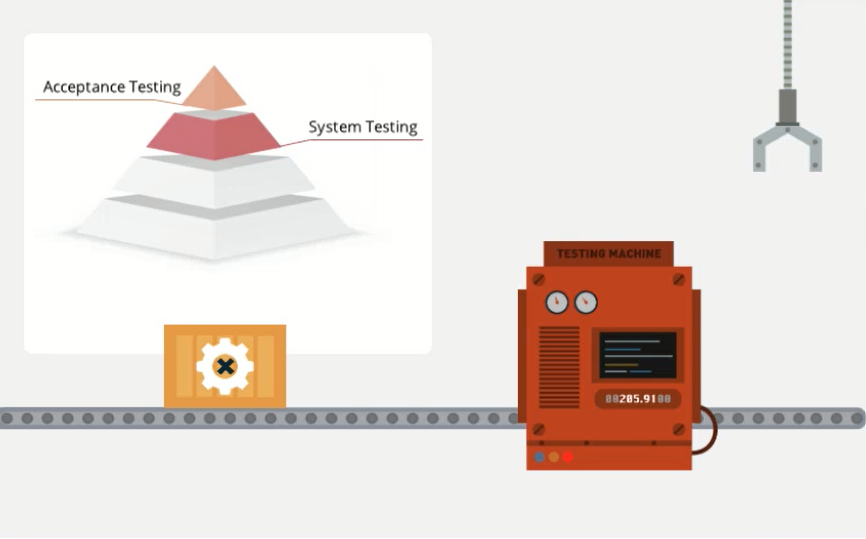 Acceptance Testing
System Testing
TESTING MACHINE
00205.9100